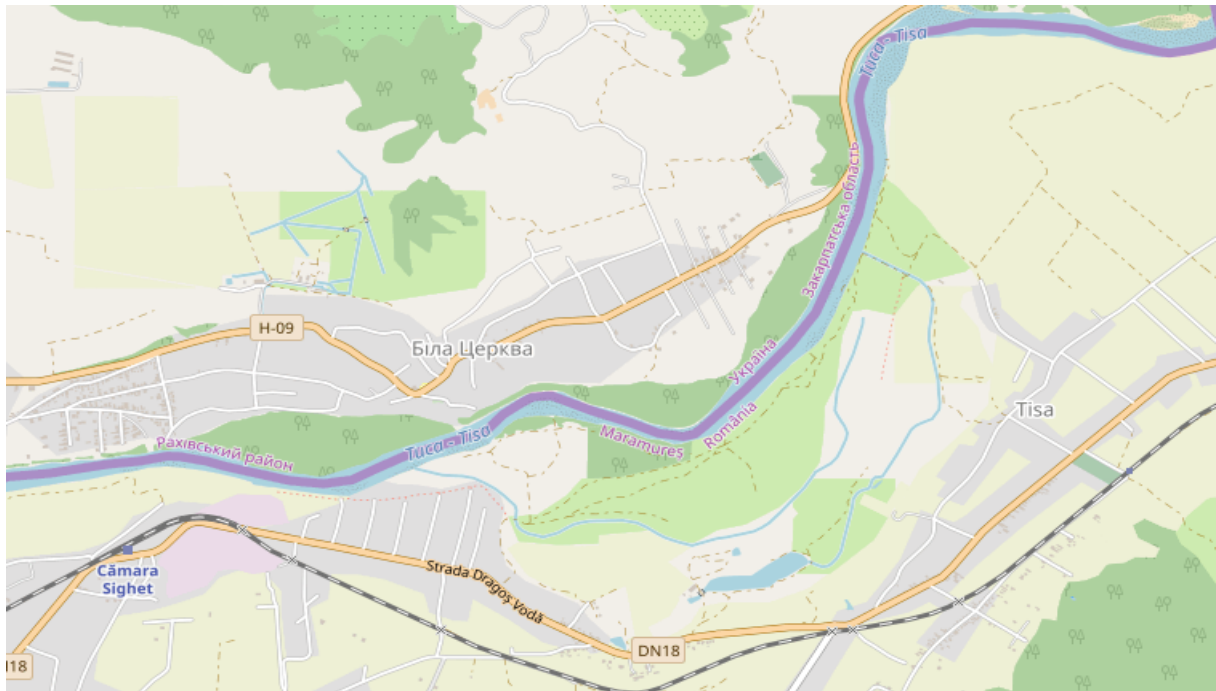 Тиса - Tisa
Закарпатська область
H-09
Біла Церква
Україна
România
Maramureș
Tisa
Тиса - Tisa
Рахівський район
Cămara
Sighet
Strada Dragoș Vodă
DN18